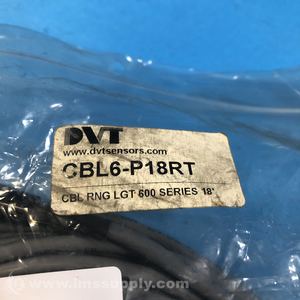 DVT
www.dvtsensors.com
CBL6-P18RT
CBL RNG LGT 600 SERIES 18'
www.imssupply.com